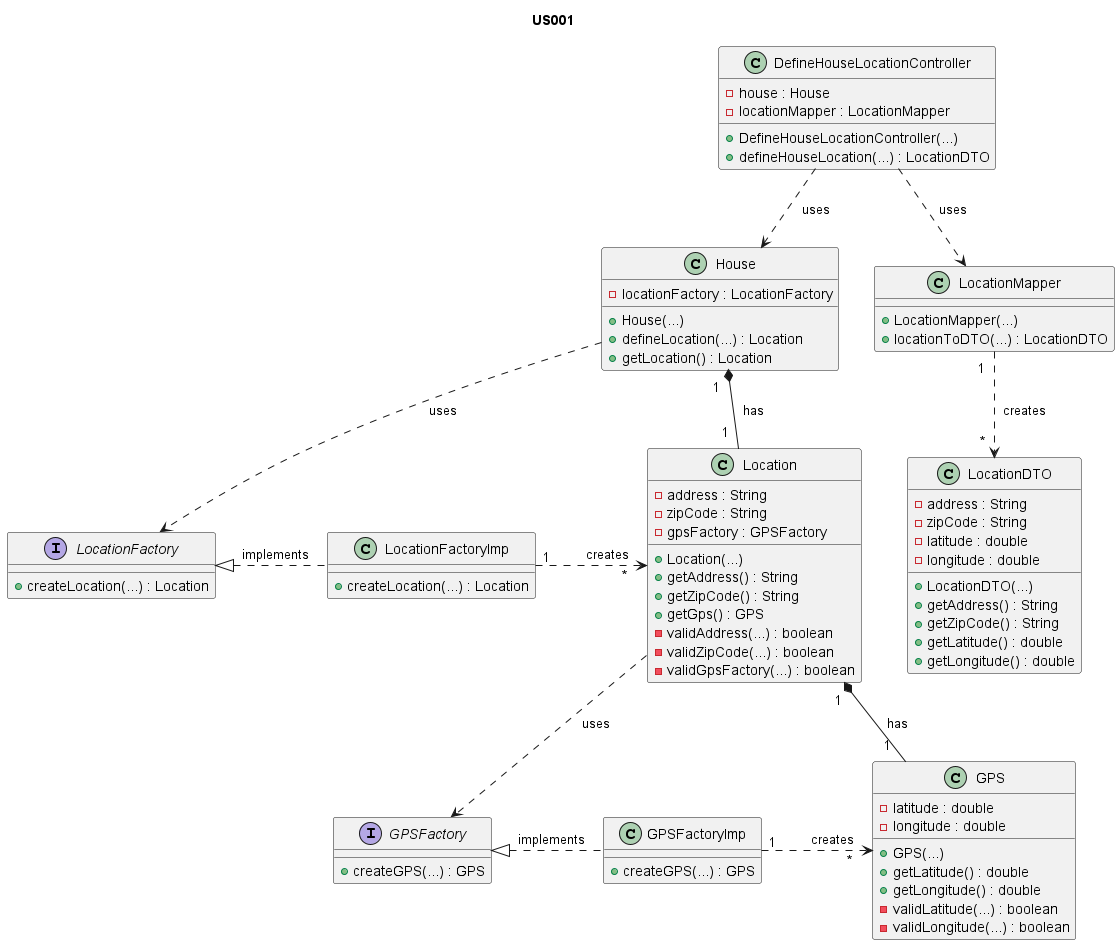 US001
C DefineHouseLocationController
house : House
locationMapper : LocationMapper
DefineHouseLocationController(...)
defineHouseLocation(...) : LocationDTO
uses
uses
C House
locationFactory : LocationFactory
House(...)
defineLocation(...) : Location
getLocation() : Location
C LocationMapper
LocationMapper(...)
locationToDTO(...) : LocationDTO
uses
1
has
1
1
creates
*
C Location
address : String
zipCode : String
gpsFactory : GPSFactory
Location(...)
getAddress() : String
getZipCode() : String
getGps() : GPS
validAddress(...) : boolean
validZipCode(...) : boolean
validGpsFactory(...) : boolean
C LocationDTO
address : String
zipCode : String
latitude : double
longitude : double
LocationDTO(...)
getAddress() : String
getZipCode() : String
getLatitude() : double
getLongitude() : double
I LocationFactory
createLocation(...) : Location
implements
C LocationFactoryImp
createLocation(...) : Location
1
creates
*
uses
1
has
1
I GPSFactory
createGPS(...) : GPS
implements
C GPSFactoryImp
createGPS(...) : GPS
1
creates
*
C GPS
latitude : double
longitude : double
GPS(...)
getLatitude() : double
getLongitude() : double
validLatitude(...) : boolean
validLongitude(...) : boolean